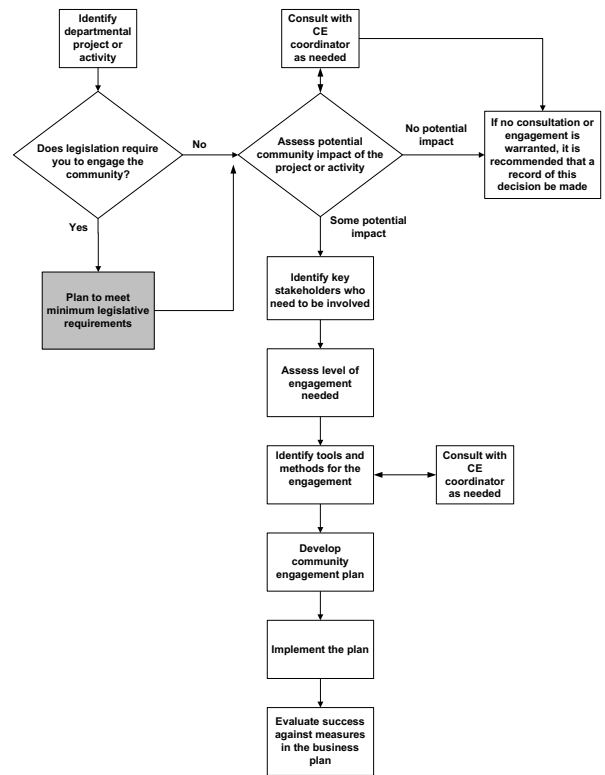 Identify
departmental
project or
activity
Consult with
CE
coordinator
as needed
Does legislation require
you to engage the
community?
No
Assess potential
community impact of the
project or activity
No potential
impact
If no consultation or
engagement is
warranted, it is
recommended that a
record of this
decision be made
Yes
Some potential
impact
Plan to meet
minimum legislative
requirements
Identify key
stakeholders who
need to be involved
Assess level of
engagement
needed
Identify tools and
methods for the
engagement
Consult with
CE
coordinator
as needed
Develop
community
engagement plan
Implement the plan
Evaluate success
against measures
in the business
plan